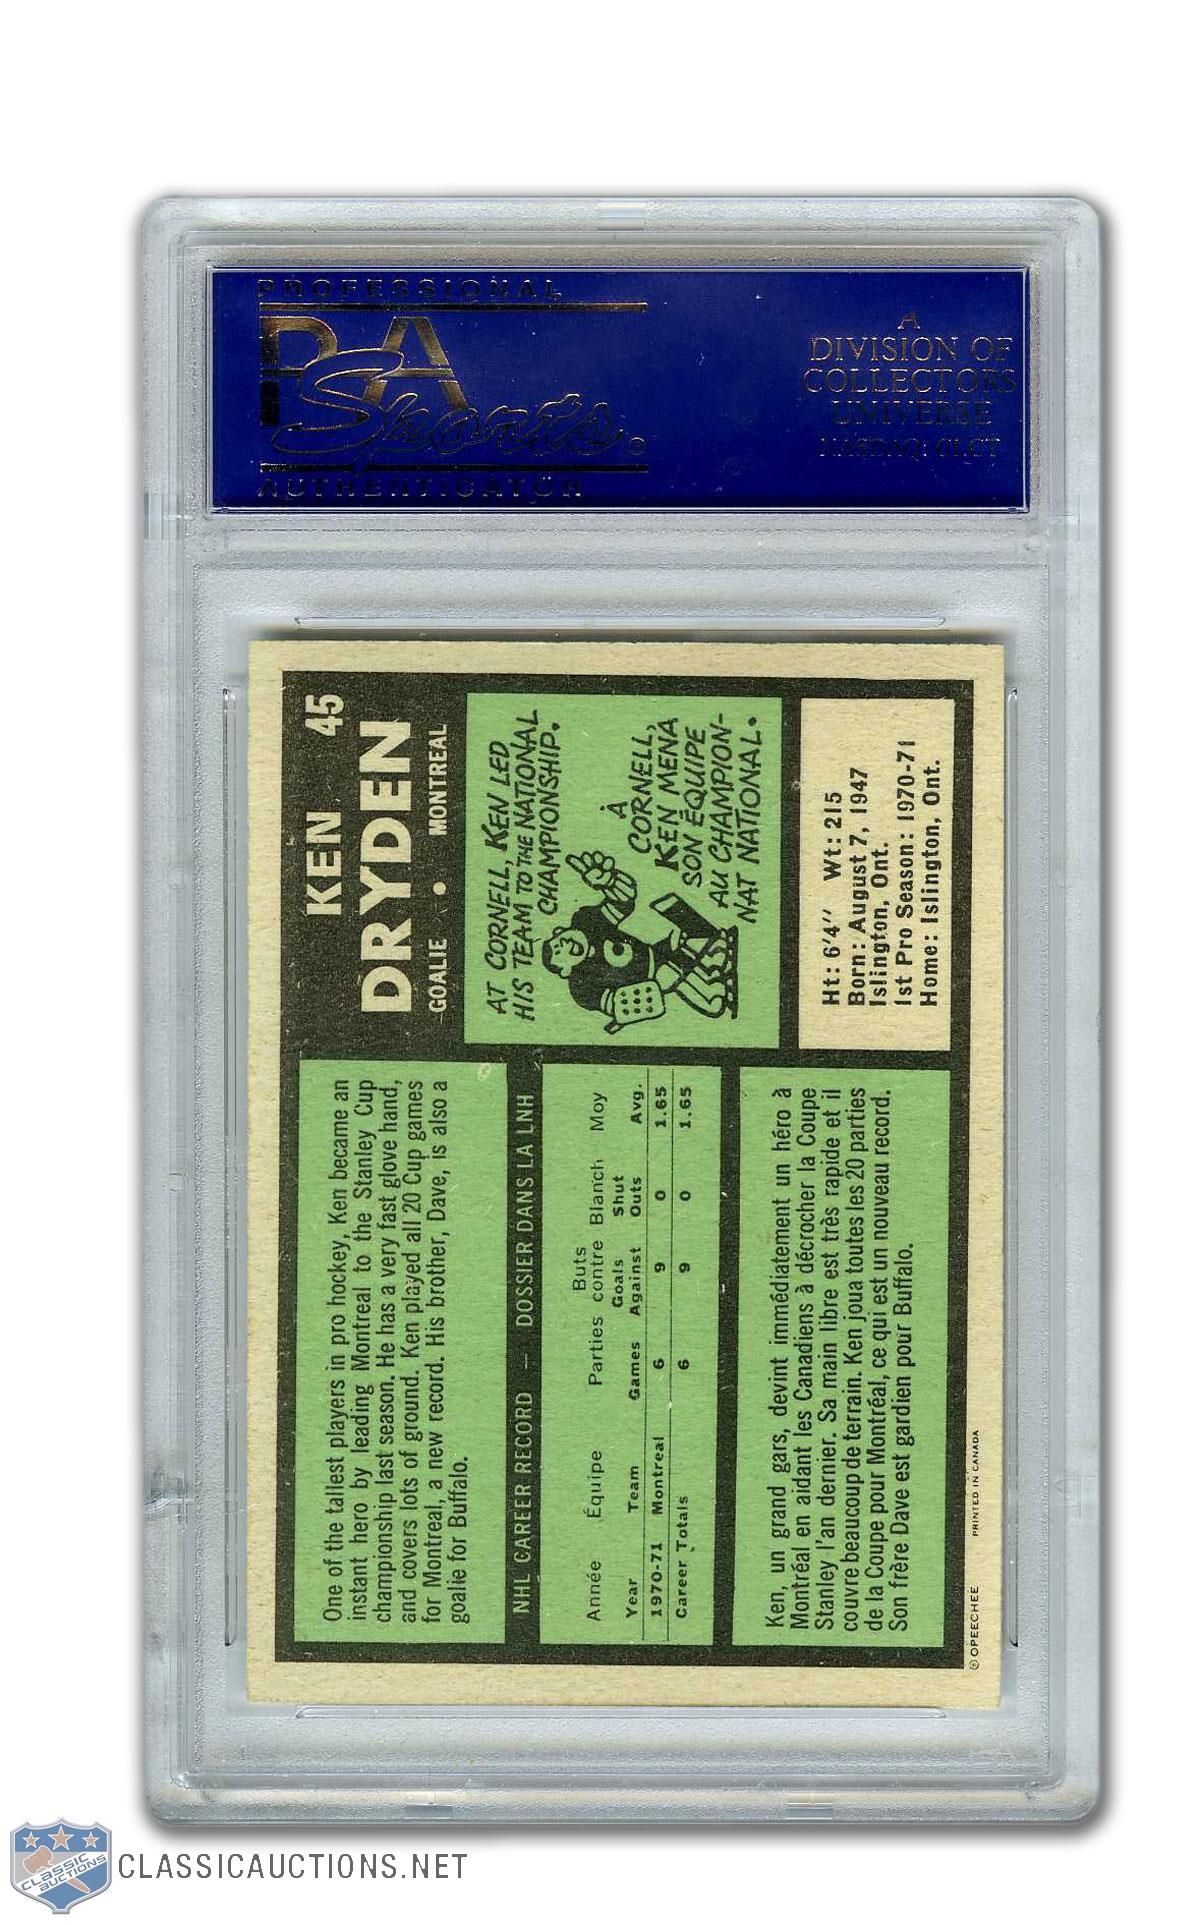 PROFESSIONAL
PSA
Sports
AUTHENTICATOR
A
DIVISION OF
COLLECTORS
UNIVERSE
NASDAQ: CLCT
KEN 45
DRYDEN
GOALIE • MONTREAL
One of the tallest players in pro hockey, Ken became an
instant hero by leading Montreal to the Stanley Cup
championship last season. He has a very fast glove hand,
and covers lots of ground. Ken played all 20 Cup games
for Montreal, a new record. His brother, Dave, is also a
goalie for Buffalo.
AT CORNELL, KEN LED
HIS TEAM TO THE NATIONAL
CHAMPIONSHIP.
C
À
CORNELL,
KEN MENA
SON ÉQUIPE
AU CHAMPION-
NAT NATIONAL.
NHL CAREER RECORD — DOSSIER DANS LA LNH
Buts
Année Équipe Parties contre Blanch Moy
Goals Shut
Year Team Games Against Outs Avg.
1970-71 Montreal 6 9 0 1.65
Career Totals 6 9 0 1.65
Ht: 6'4" Wt: 215
Born: August 7, 1947
Islington, Ont.
1st Pro Season: 1970-71
Home: Islington, Ont.
Ken, un grand gars, devint immédiatement un héro à
Montréal en aidant les Canadiens à décrocher la Coupe
Stanley l'an dernier. Sa main libre est très rapide et il
couvre beaucoup de terrain. Ken joua toutes les 20 parties
de la Coupe pour Montréal, ce qui est un nouveau record.
Son frère Dave est gardien pour Buffalo.
© OPEECHEE PRINTED IN CANADA
CLASSIC
AUCTIONS
CLASSICAUCTIONS.NET